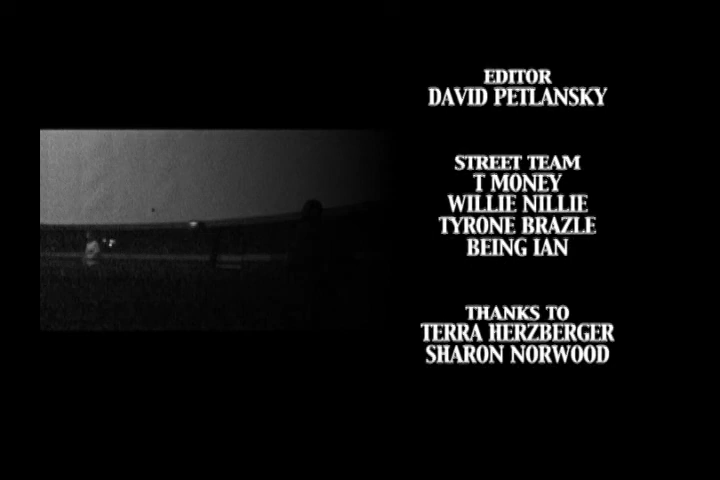 EDITOR
DAVID PETLANSKY
STREET TEAM
T MONEY
WILLIE NILLIE
TYRONE BRAZLE
BEING IAN
THANKS TO
TERRA HERZBERGER
SHARON NORWOOD